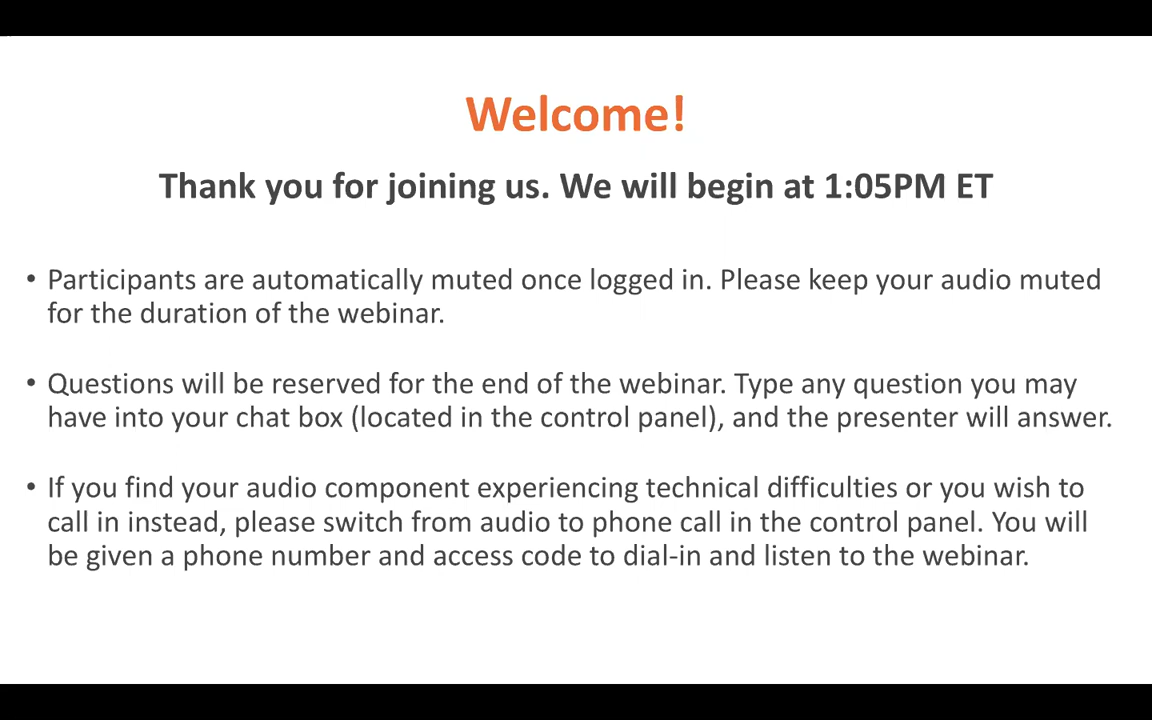 Welcome!
Thank you for joining us. We will begin at 1:05PM ET
• Participants are automatically muted once logged in. Please keep your audio muted
for the duration of the webinar.
• Questions will be reserved for the end of the webinar. Type any question you may
have into your chat box (located in the control panel), and the presenter will answer.
• If you find your audio component experiencing technical difficulties or you wish to
call in instead, please switch from audio to phone call in the control panel. You will
be given a phone number and access code to dial-in and listen to the webinar.